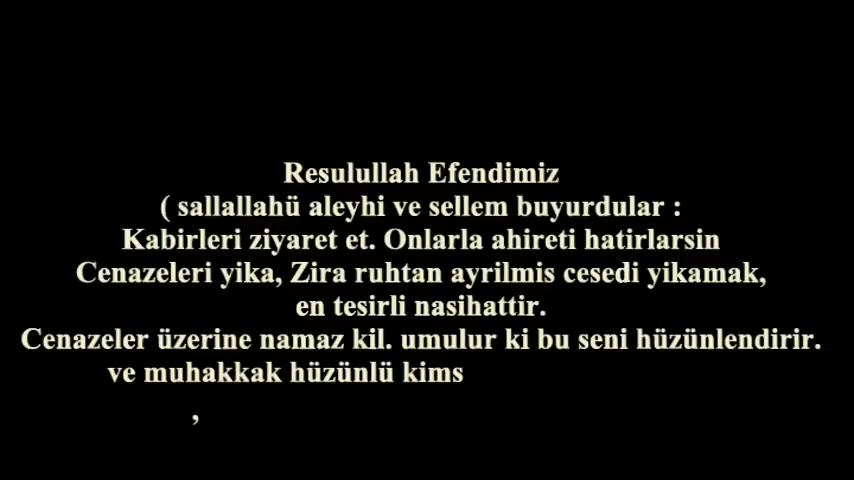 Resulullah Efendimiz
( sallallahü aleyhi ve sellem buyurdular :
Kabirleri ziyaret et. Onlarla ahireti hatirlarsin
Cenazeleri yika, Zira ruhtan ayrilmis cesedi yikamak,
en tesirli nasihattir.
Cenazeler üzerine namaz kil. umulur ki bu seni hüzünlendirir.
ve muhakkak hüzünlü kims
,